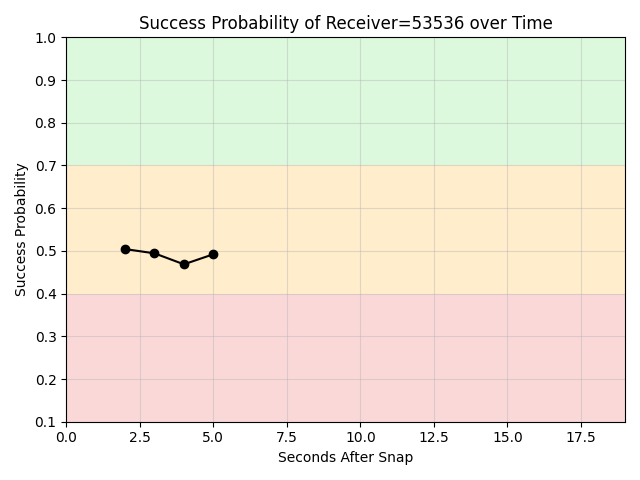 Success Probability of Receiver=53536 over Time
1.0
0.9
0.8
0.7
0.6
0.5
0.4
0.3
0.2
0.1
Success Probability
0.0 2.5 5.0 7.5 10.0 12.5 15.0 17.5
Seconds After Snap